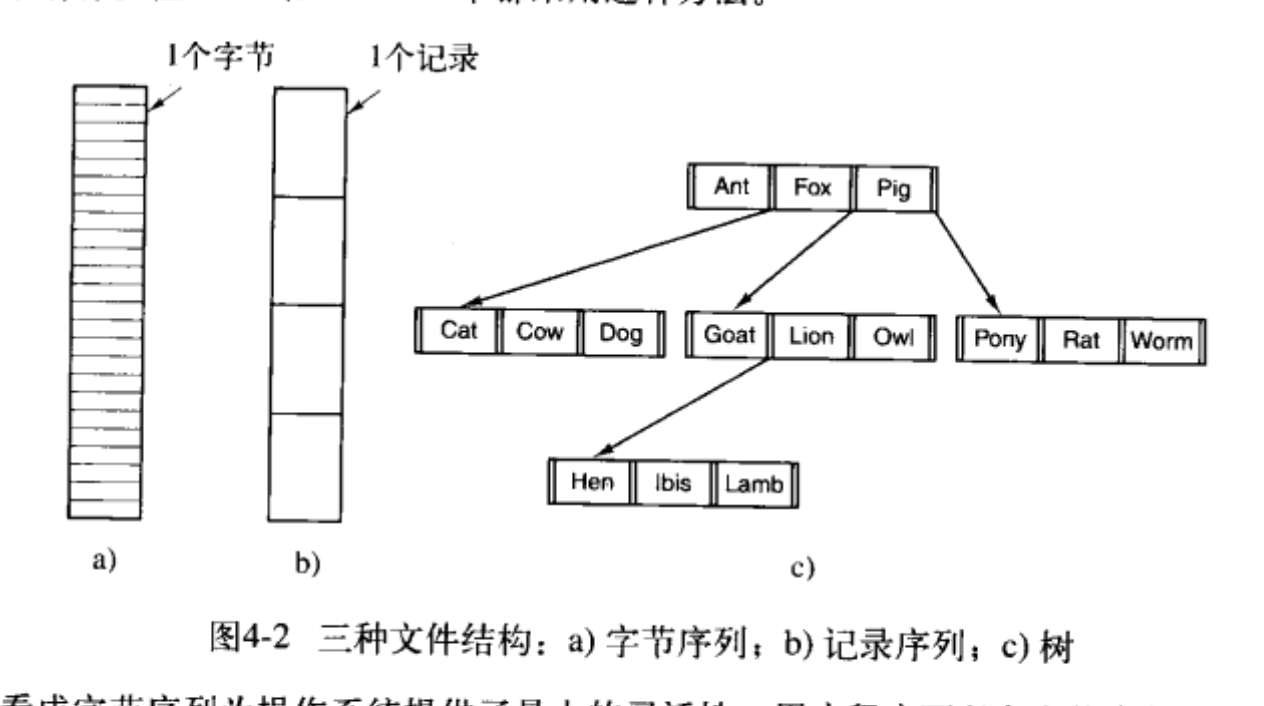 1个字节 1个记录
Ant Fox Pig
Cat Cow Dog Goat Lion Owl Pony Rat Worm
Hen Ibis Lamb
a) b) c)
图4-2 三种文件结构：a) 字节序列；b) 记录序列；c) 树